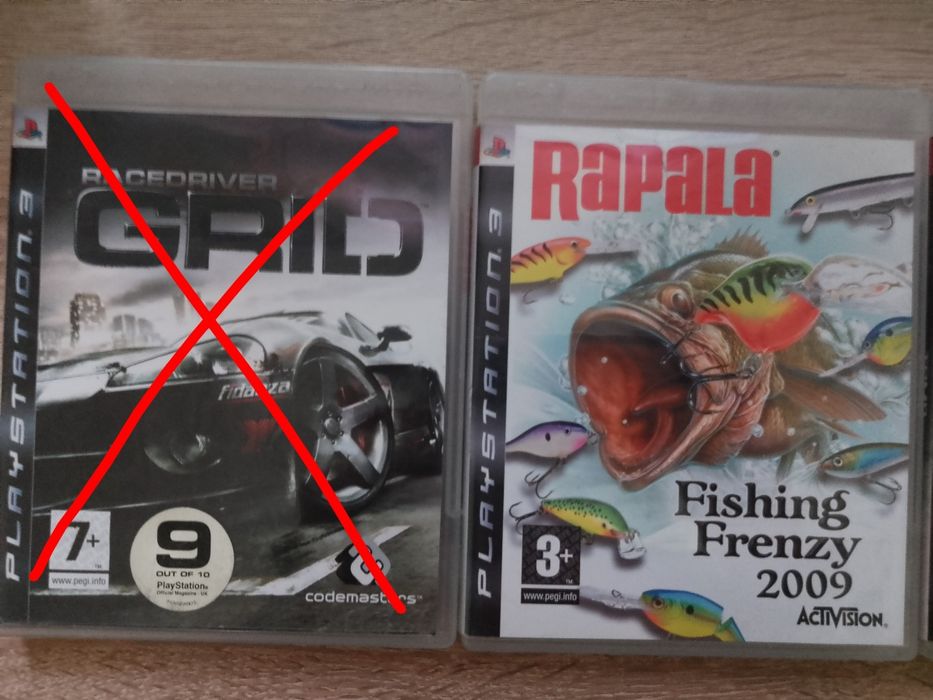 PLAYSTATION.3
RACEDRIVER
GRID
Fidanza
7+
www.pegi.info
9
OUT OF 10
PlayStation
Official Magazine - UK
codemasters
PLAYSTATION.3
RAPALA
Fishing
Frenzy
2009
3+
www.pegi.info
ACTIVISION